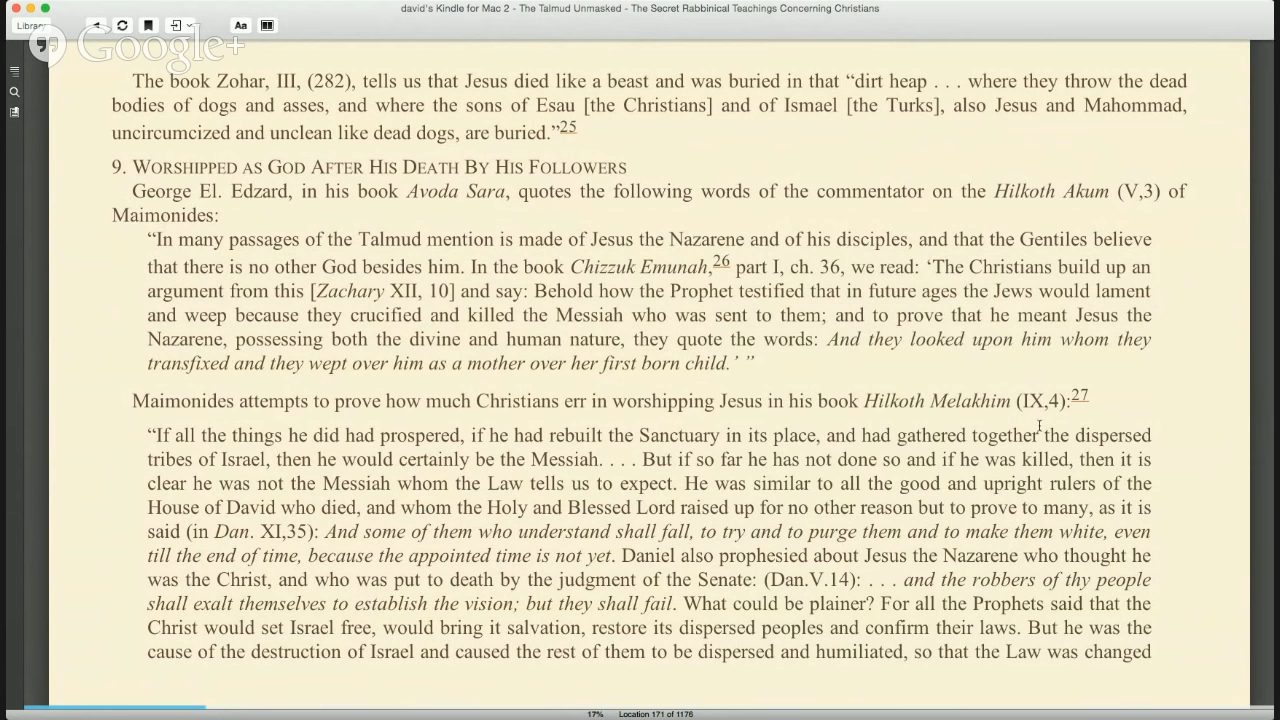 david's Kindle for Mac 2 - The Talmud Unmasked - The Secret Rabbinical Teachings Concerning Christians
Library
Aa
Google+
The book Zohar, III, (282), tells us that Jesus died like a beast and was buried in that “dirt heap . . . where they throw the dead
bodies of dogs and asses, and where the sons of Esau [the Christians] and of Ismael [the Turks], also Jesus and Mahommad,
uncircumcized and unclean like dead dogs, are buried.”25
9. WORSHIPPED AS GOD AFTER HIS DEATH BY HIS FOLLOWERS
George El. Edzard, in his book Avoda Sara, quotes the following words of the commentator on the Hilkoth Akum (V,3) of
Maimonides:
“In many passages of the Talmud mention is made of Jesus the Nazarene and of his disciples, and that the Gentiles believe
that there is no other God besides him. In the book Chizzuk Emunah,26 part I, ch. 36, we read: ‘The Christians build up an
argument from this [Zachary XII, 10] and say: Behold how the Prophet testified that in future ages the Jews would lament
and weep because they crucified and killed the Messiah who was sent to them; and to prove that he meant Jesus the
Nazarene, possessing both the divine and human nature, they quote the words: And they looked upon him whom they
transfixed and they wept over him as a mother over her first born child.’ ”
Maimonides attempts to prove how much Christians err in worshipping Jesus in his book Hilkoth Melakhim (IX,4):27
“If all the things he did had prospered, if he had rebuilt the Sanctuary in its place, and had gathered together the dispersed
tribes of Israel, then he would certainly be the Messiah. . . . But if so far he has not done so and if he was killed, then it is
clear he was not the Messiah whom the Law tells us to expect. He was similar to all the good and upright rulers of the
House of David who died, and whom the Holy and Blessed Lord raised up for no other reason but to prove to many, as it is
said (in Dan. XI,35): And some of them who understand shall fall, to try and to purge them and to make them white, even
till the end of time, because the appointed time is not yet. Daniel also prophesied about Jesus the Nazarene who thought he
was the Christ, and who was put to death by the judgment of the Senate: (Dan.V.14): . . . and the robbers of thy people
shall exalt themselves to establish the vision; but they shall fail. What could be plainer? For all the Prophets said that the
Christ would set Israel free, would bring it salvation, restore its dispersed peoples and confirm their laws. But he was the
cause of the destruction of Israel and caused the rest of them to be dispersed and humiliated, so that the Law was changed
17% Location 171 of 1176